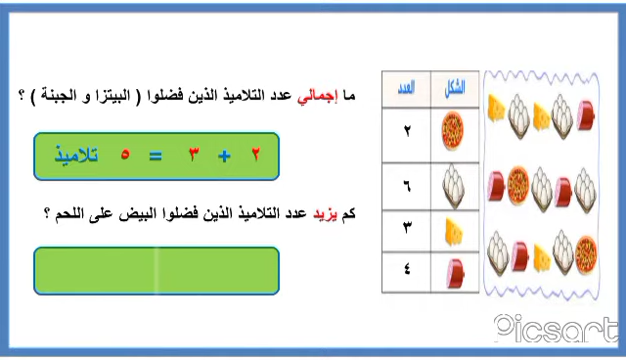 ما إجمالي عدد التلاميذ الذين فضلوا ( البيتزا و الجبنة ) ؟
٢ + ٣ = ٥ تلاميذ
كم يزيد عدد التلاميذ الذين فضلوا البيض على اللحم ؟
الشكل العدد
٢
٦
٣
٤
Picsart